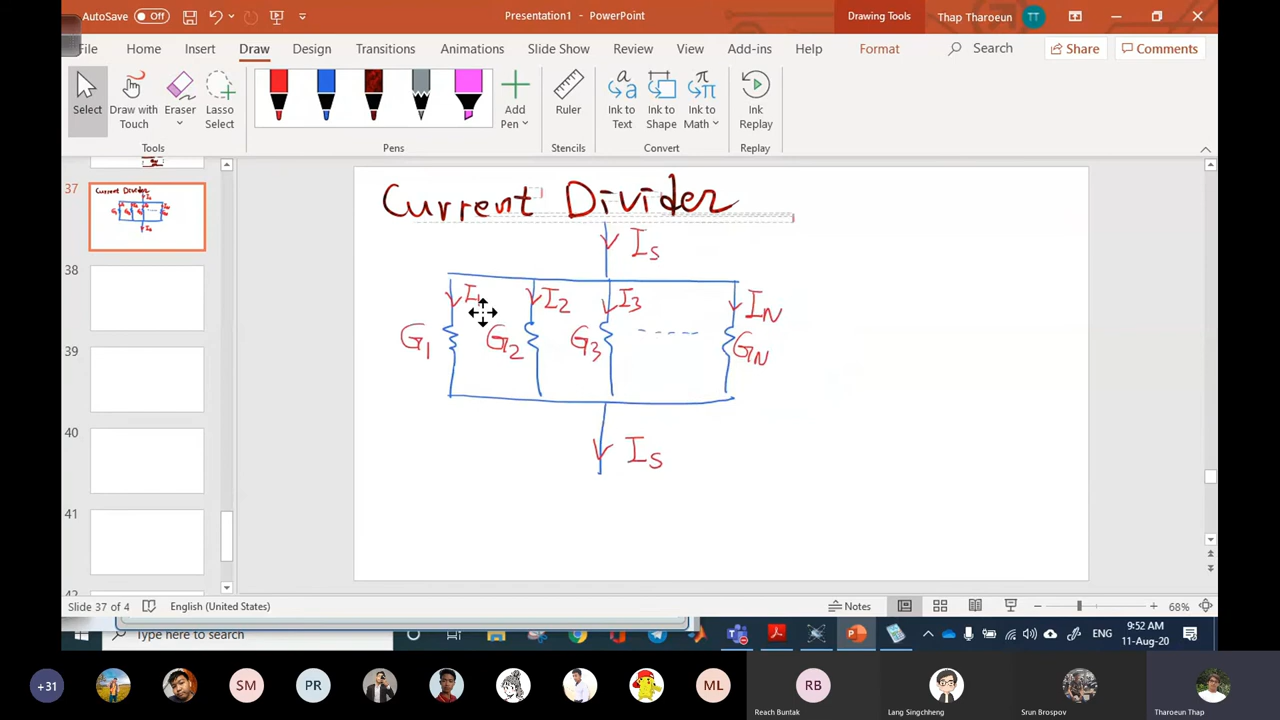 AutoSave Off
Presentation1 - PowerPoint
Drawing Tools
Thap Tharoeun TT
File Home Insert Draw Design Transitions Animations Slide Show Review View Add-ins Help Format Search Share Comments
Select
Draw with Touch
Eraser
Lasso Select
Add Pen
Ruler
Ink to Text
Ink to Shape
Ink to Math
Ink Replay
Tools Pens Stencils Convert Replay
37
38
39
40
41
Current Divider
Is
I1 I2 I3 IN
G1 G2 G3 ----- GN
Is
Slide 37 of 4 English (United States) Notes 68%
Type here to search
ENG
9:52 AM
11-Aug-20
+31 SM PR ML RB
Reach Buntak Lang Singchheng Srun Brospov Tharoeun Thap